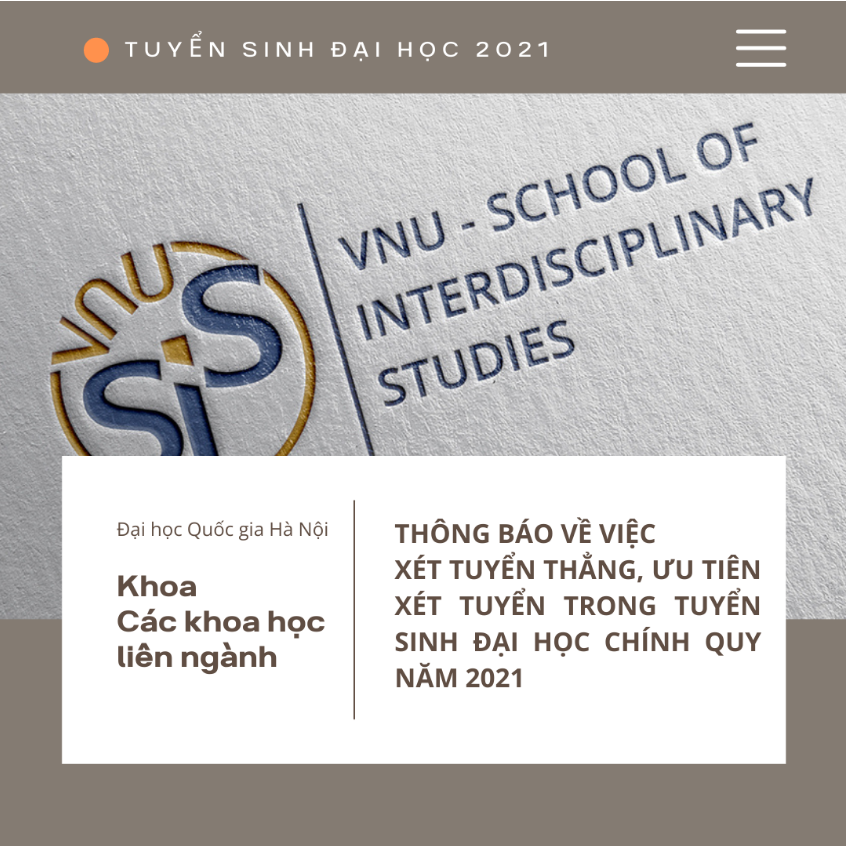 TUYỂN SINH ĐẠI HỌC 2021
VNU - SCHOOL OF
INTERDISCIPLINARY
STUDIES
VNU
SiS
Đại học Quốc gia Hà Nội
Khoa
Các khoa học
liên ngành
THÔNG BÁO VỀ VIỆC
XÉT TUYỂN THẲNG, ƯU TIÊN
XÉT TUYỂN TRONG TUYỂN
SINH ĐẠI HỌC CHÍNH QUY
NĂM 2021